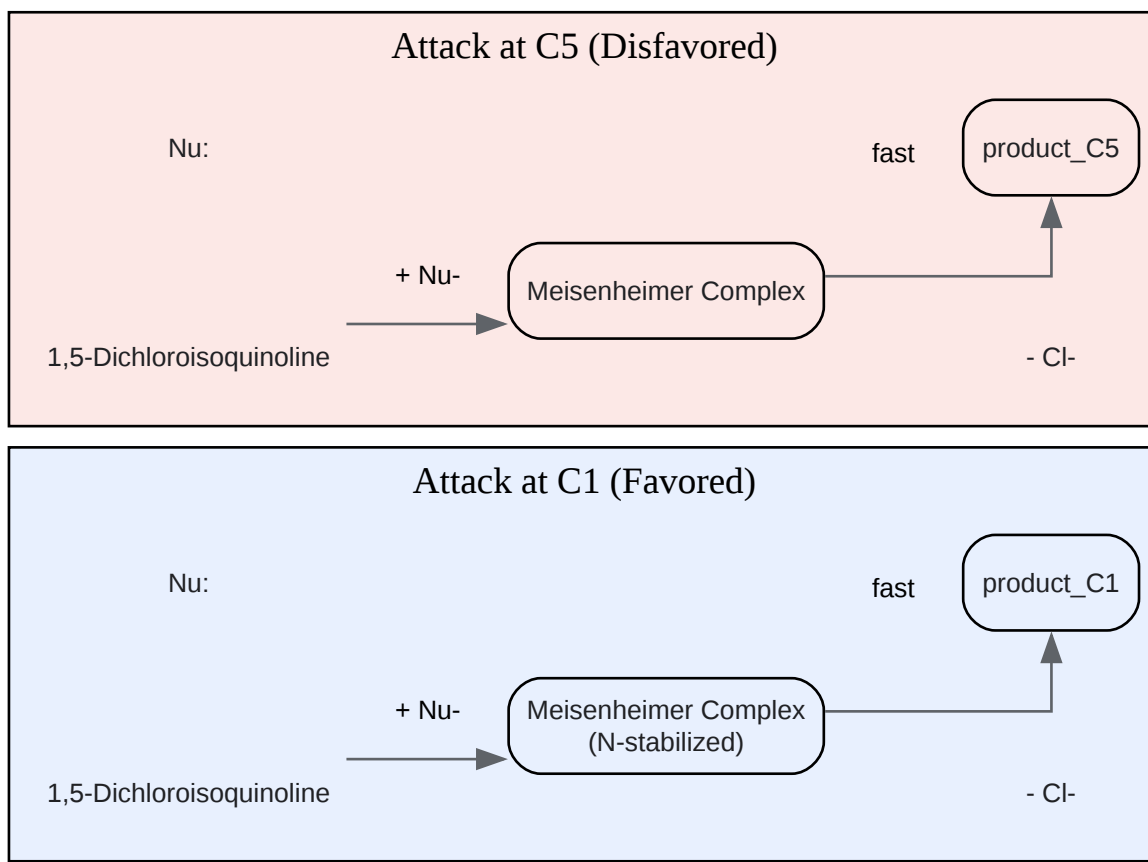 Attack at C5 (Disfavored)
Nu:
fast
product_C5
+ Nu-
Meisenheimer Complex
1,5-Dichloroisoquinoline
- Cl-
Attack at C1 (Favored)
Nu:
fast
product_C1
+ Nu-
Meisenheimer Complex
(N-stabilized)
1,5-Dichloroisoquinoline
- Cl-